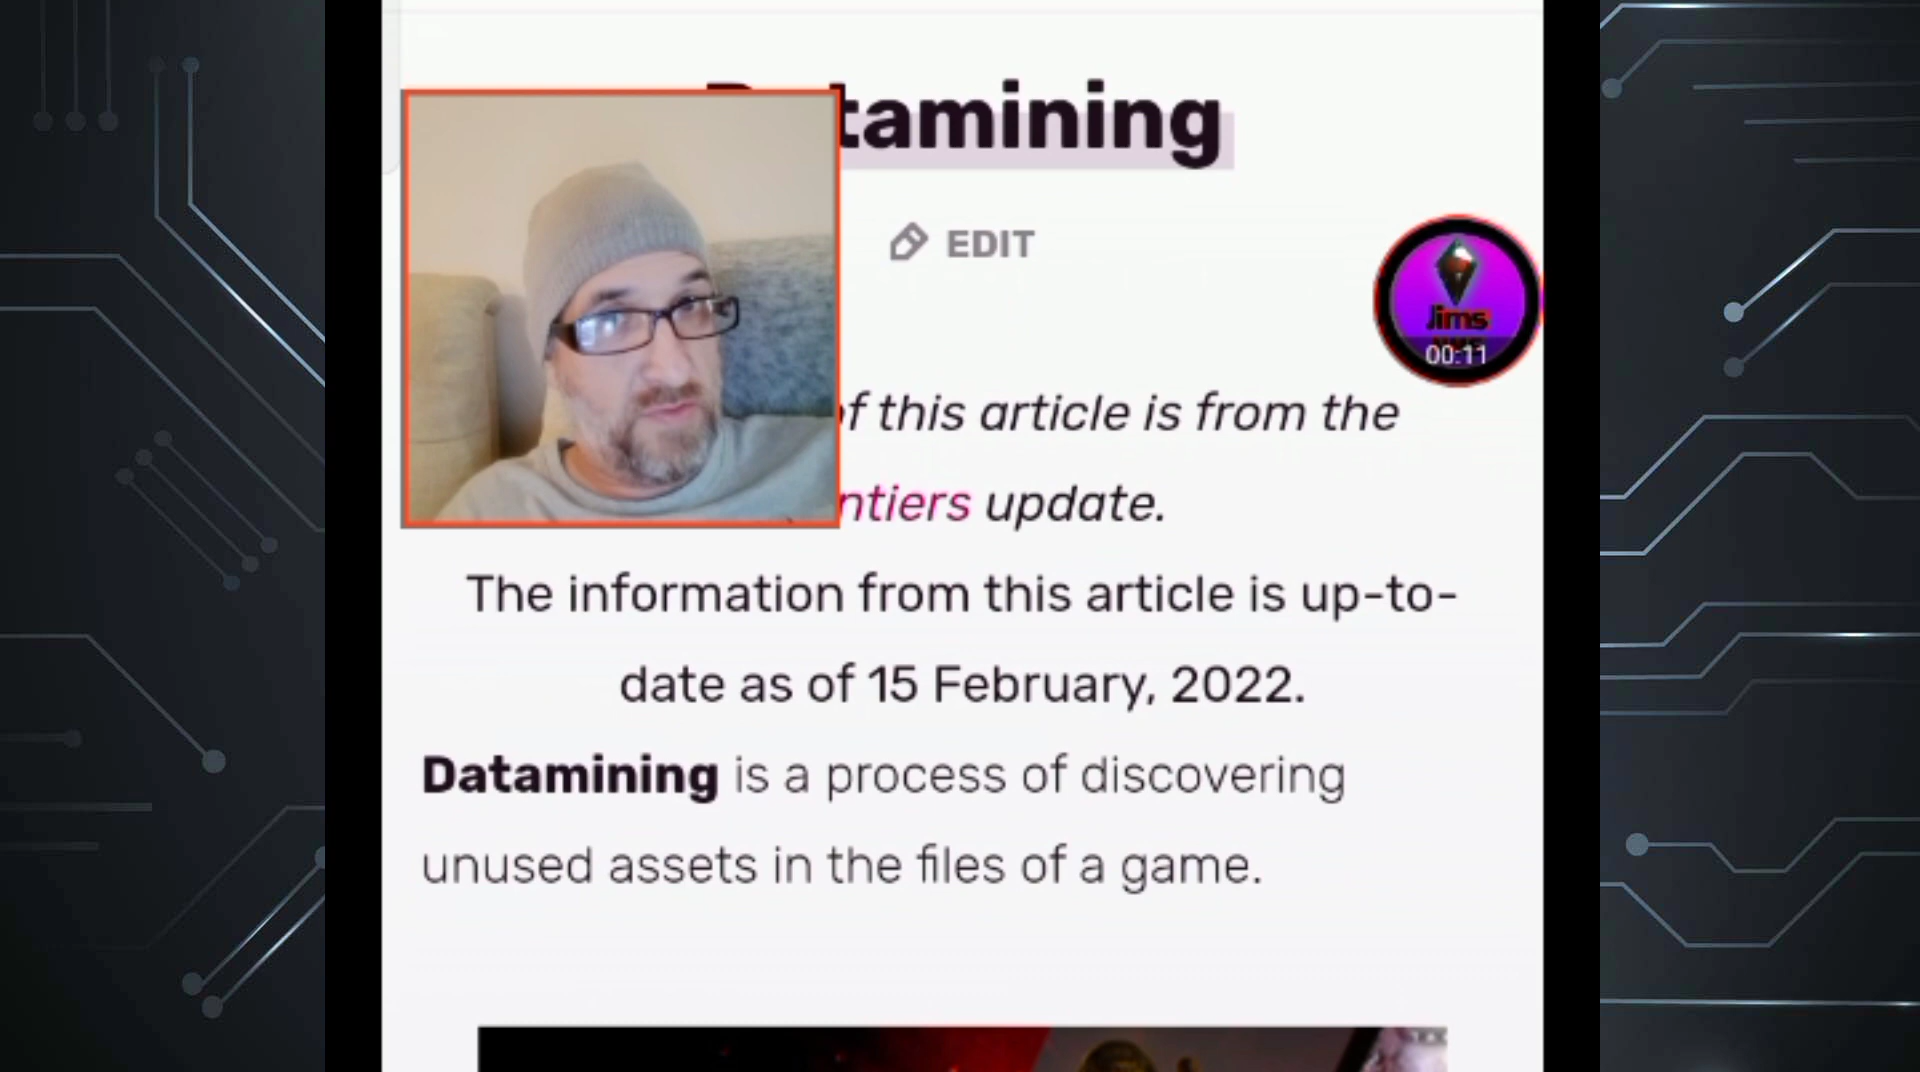 tamining
EDIT
Jims
00:11
of this article is from the
ntiers update.
The information from this article is up-to-
date as of 15 February, 2022.
Datamining is a process of discovering
unused assets in the files of a game.